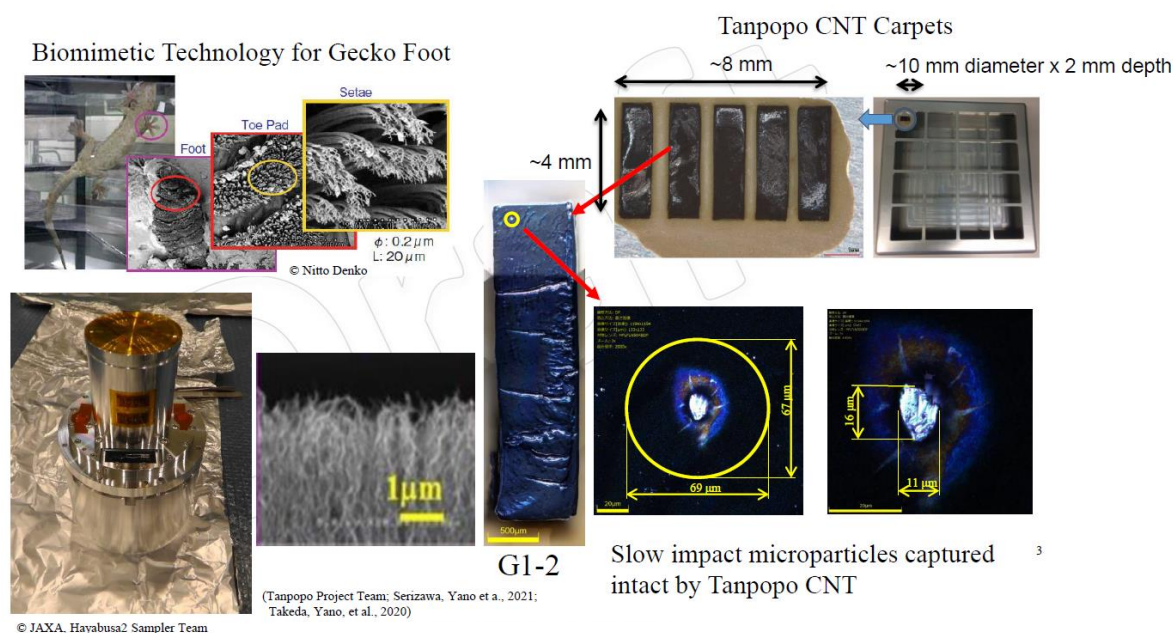 Biomimetic Technology for Gecko Foot
Setae
Toe Pad
Foot
ϕ: 0.2 μm
L: 20 μm
© Nitto Denko
Tanpopo CNT Carpets
~8 mm
~10 mm diameter x 2 mm depth
~4 mm
1μm
500μm
G1-2
67 μm
69 μm
20μm
16 μm
11 μm
Slow impact microparticles captured
intact by Tanpopo CNT
3
(Tanpopo Project Team; Serizawa, Yano et a., 2021;
Takeda, Yano, et al., 2020)
© JAXA, Hayabusa2 Sampler Team